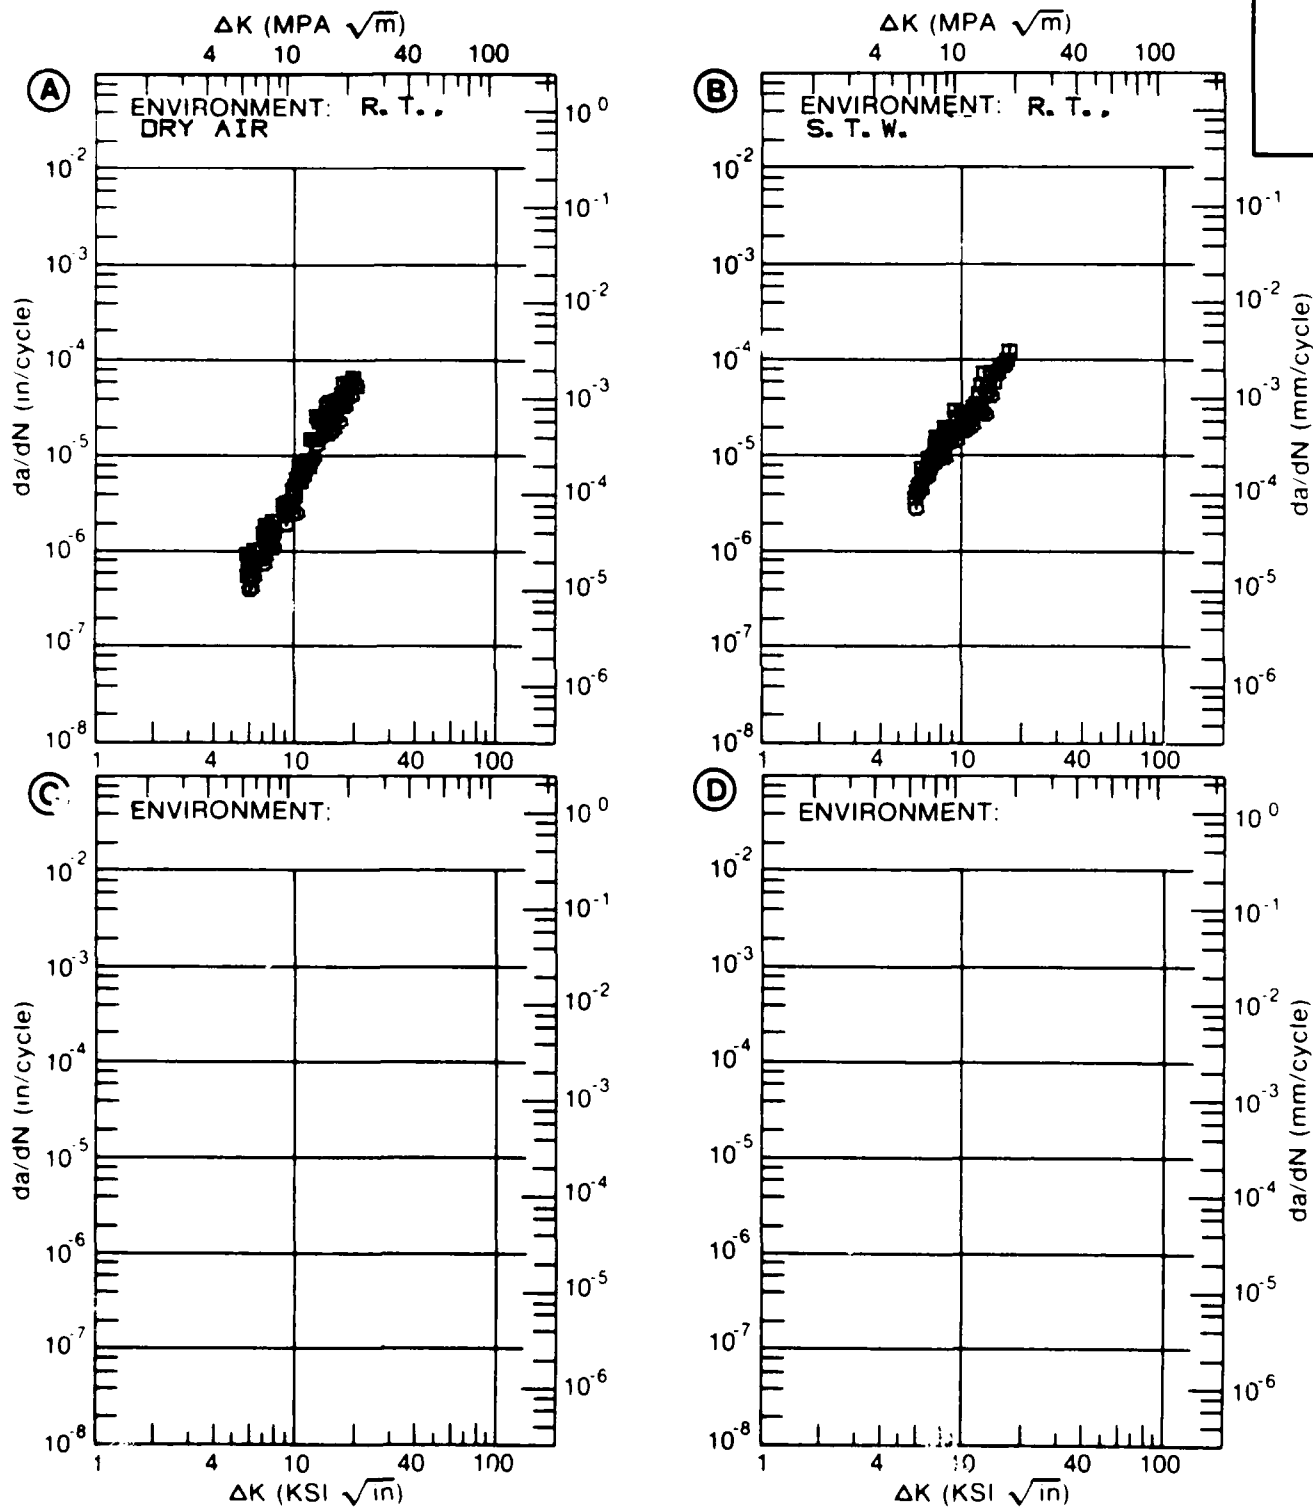 ΔK (MPA √m)
4 10 40 100
A
ENVIRONMENT: R. T.,
DRY AIR
da/dN (in/cycle)
10^-2
10^-3
10^-4
10^-5
10^-6
10^-7
10^-8
10^0
10^-1
10^-2
10^-3
10^-4
10^-5
10^-6
1 4 10 40 100
ΔK (MPA √m)
4 10 40 100
B
ENVIRONMENT: R. T.,
S. T. W.
10^-2
10^-3
10^-4
10^-5
10^-6
10^-7
10^-8
10^-1
10^-2
10^-3
10^-4
10^-5
10^-6
da/dN (mm/cycle)
1 4 10 40 100
C
ENVIRONMENT:
da/dN (in/cycle)
10^-2
10^-3
10^-4
10^-5
10^-6
10^-7
10^-8
10^0
10^-1
10^-2
10^-3
10^-4
10^-5
10^-6
1 4 10 40 100
ΔK (KSI √in)
D
ENVIRONMENT:
10^-2
10^-3
10^-4
10^-5
10^-6
10^-7
10^-8
10^0
10^-1
10^-2
10^-3
10^-4
10^-5
10^-6
da/dN (mm/cycle)
1 4 10 40 100
ΔK (KSI √in)